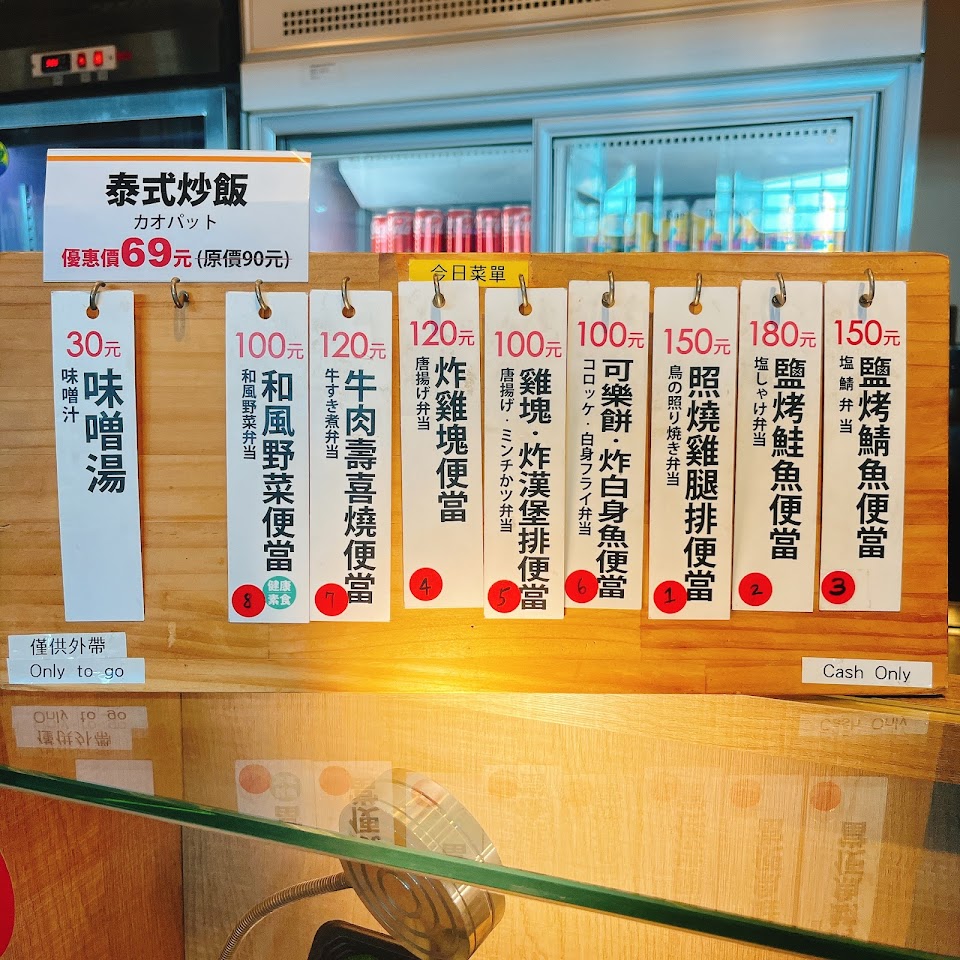 泰式炒飯
カオパット
優惠價69元(原價90元)
今日菜單
30元
味噌湯
味噌汁
100元
和風野菜便當
和風野菜弁当
8
健康
素食
120元
牛肉壽喜燒便當
牛すき煮弁当
7
120元
炸雞塊便當
唐揚げ弁当
4
100元
雞塊·炸漢堡排便當
唐揚げ·ミンチかツ弁当
5
100元
可樂餅·炸白身魚便當
コロッケ·白身フライ弁当
6
150元
照燒雞腿排便當
鳥の照り焼き弁当
1
180元
鹽烤鮭魚便當
塩しゃけ弁当
2
150元
鹽烤鯖魚便當
塩鯖弁当
3
僅供外帶
Only to go
Cash Only